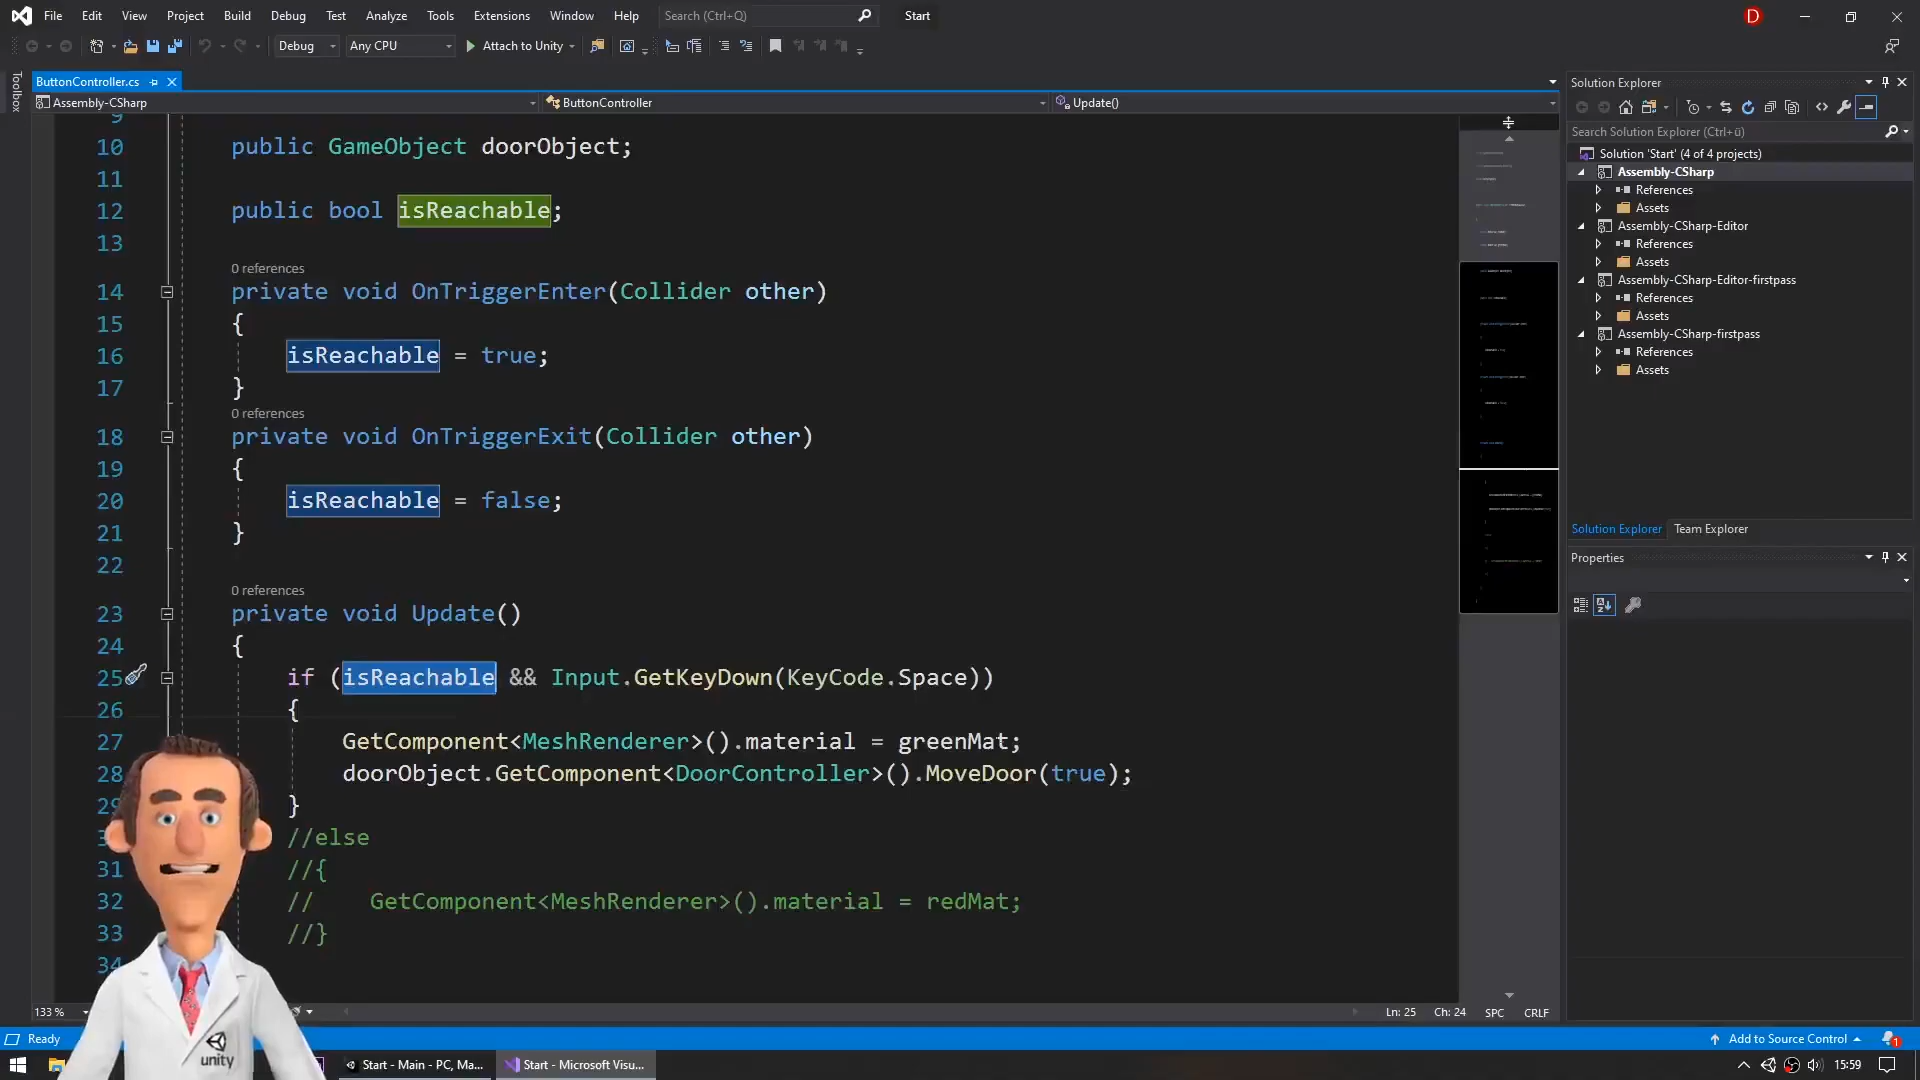 File Edit View Project Build Debug Test Analyze Tools Extensions Window Help Search (Ctrl+Q) Start D
Debug Any CPU Attach to Unity
Toolbox
ButtonController.cs
Assembly-CSharp ButtonController Update()
9
10 public GameObject doorObject;
11
12 public bool isReachable;
13
0 references
14 private void OnTriggerEnter(Collider other)
15 {
16 isReachable = true;
17 }
0 references
18 private void OnTriggerExit(Collider other)
19 {
20 isReachable = false;
21 }
22
0 references
23 private void Update()
24 {
25 if (isReachable && Input.GetKeyDown(KeyCode.Space))
26 {
27 GetComponent<MeshRenderer>().material = greenMat;
28 doorObject.GetComponent<DoorController>().MoveDoor(true);
}
//else
31 //{
32 // GetComponent<MeshRenderer>().material = redMat;
33 //}
34
133 % Ln: 25 Ch: 24 SPC CRLF
Solution Explorer
Search Solution Explorer (Ctrl+ü)
Solution 'Start' (4 of 4 projects)
Assembly-CSharp
References
Assets
Assembly-CSharp-Editor
References
Assets
Assembly-CSharp-Editor-firstpass
References
Assets
Assembly-CSharp-firstpass
References
Assets
Solution Explorer Team Explorer
Properties
Ready Add to Source Control 1
unity
Start - Main - PC, Ma... Start - Microsoft Visu... 15:59